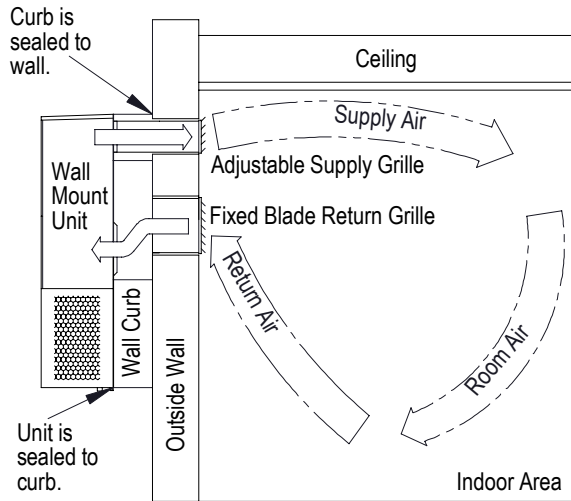 Curb is
sealed to
wall.
Ceiling
Supply Air
Adjustable Supply Grille
Wall
Mount
Unit
Fixed Blade Return Grille
Return Air
Room Air
Wall Curb
Outside Wall
Unit is
sealed to
curb.
Indoor Area